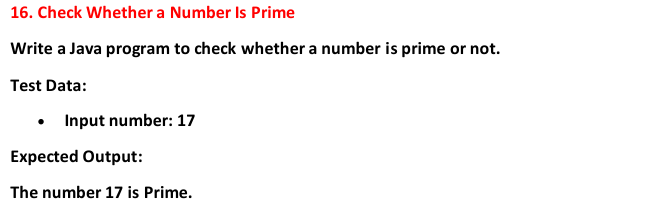 16. Check Whether a Number Is Prime
Write a Java program to check whether a number is prime or not.
Test Data:
• Input number: 17
Expected Output:
The number 17 is Prime.